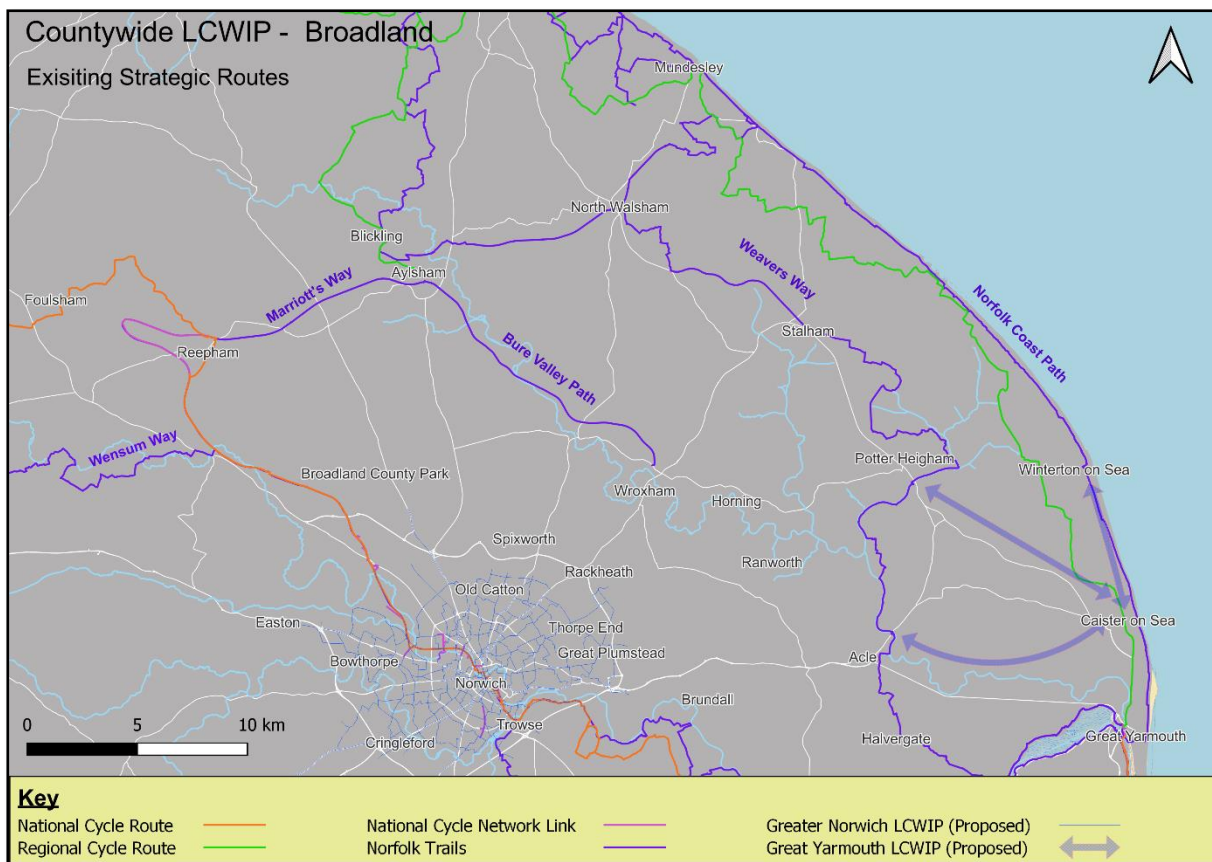 Countywide LCWIP - Broadland
Exisiting Strategic Routes
Mundesley
North Walsham
Blickling
Aylsham
Weavers Way
Foulsham
Marriott's Way
Norfolk Coast Path
Stalham
Reepham
Bure Valley Path
Wensum Way
Potter Heigham
Winterton on Sea
Broadland County Park
Wroxham
Horning
Spixworth
Ranworth
Rackheath
Old Catton
Easton
Thorpe End
Caister on Sea
Great Plumstead
Bowthorpe
Acle
Norwich
Brundall
0 5 10 km
Trowse
Cringleford
Halvergate
Great Yarmouth
Key
National Cycle Route
National Cycle Network Link
Greater Norwich LCWIP (Proposed)
Regional Cycle Route
Norfolk Trails
Great Yarmouth LCWIP (Proposed)